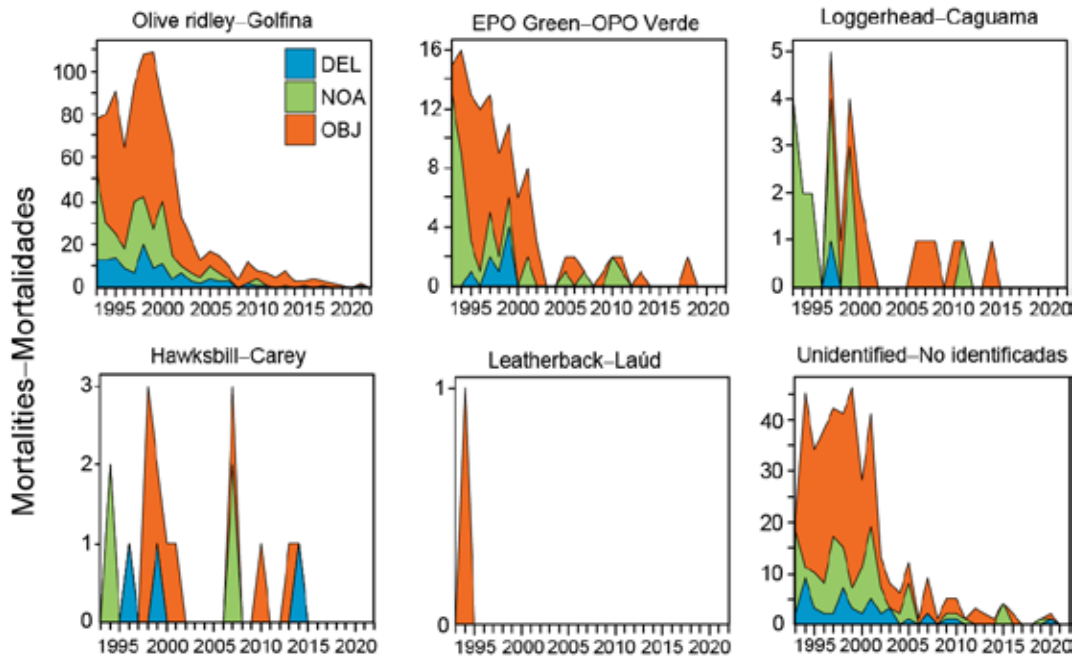 Mortalities–Mortalidades
Olive ridley–Golfina
100
80
60
40
20
0
DEL
NOA
OBJ
1995 2000 2005 2010 2015 2020
EPO Green–OPO Verde
16
12
8
4
0
1995 2000 2005 2010 2015 2020
Loggerhead–Caguama
5
4
3
2
1
0
1995 2000 2005 2010 2015 2020
Hawksbill–Carey
3
2
1
0
1995 2000 2005 2010 2015 2020
Leatherback–Laúd
1
0
1995 2000 2005 2010 2015 2020
Unidentified–No identificadas
40
30
20
10
0
1995 2000 2005 2010 2015 2020